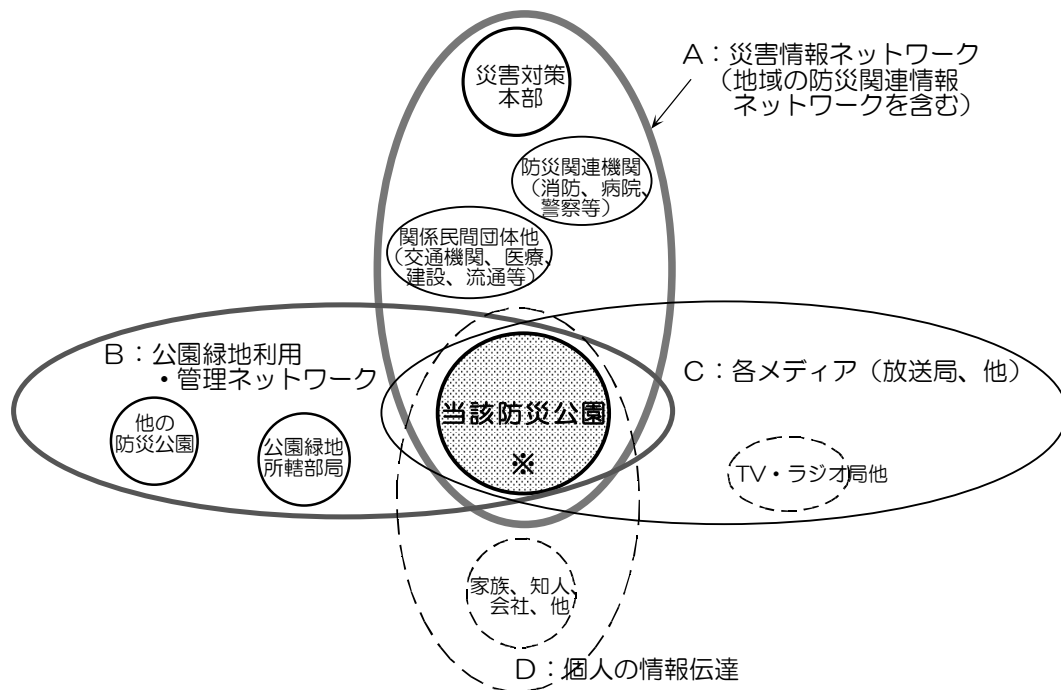 A：災害情報ネットワーク
（地域の防災関連情報
ネットワークを含む）
災害対策
本部
防災関連機関
（消防、病院、
警察等）
関係民間団体他
（交通機関、医療、
建設、流通等）
B：公園緑地利用
・管理ネットワーク
他の
防災公園
公園緑地
所轄部局
当該防災公園
※
C：各メディア（放送局、他）
TV・ラジオ局他
家族、知人、
会社、他
D：個人の情報伝達